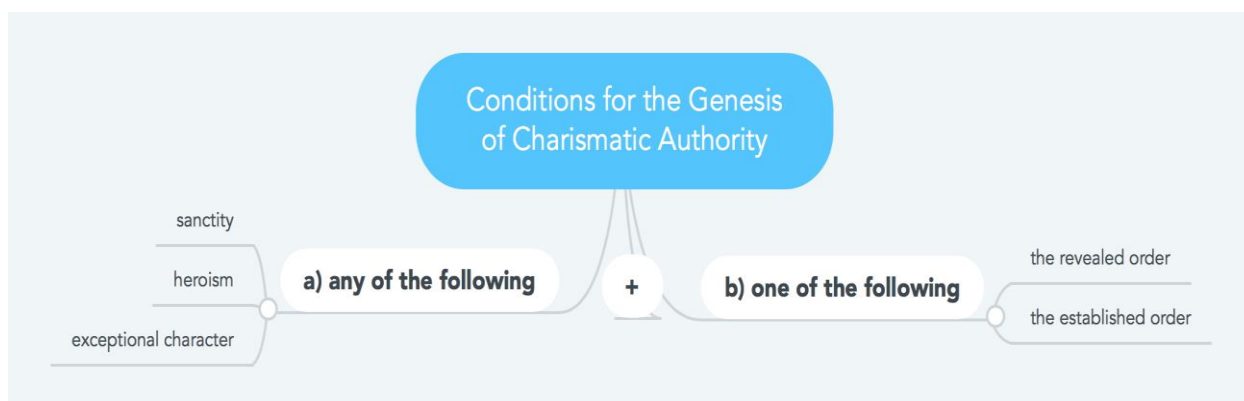 Conditions for the Genesis
of Charismatic Authority
sanctity
heroism
exceptional character
a) any of the following
+
b) one of the following
the revealed order
the established order